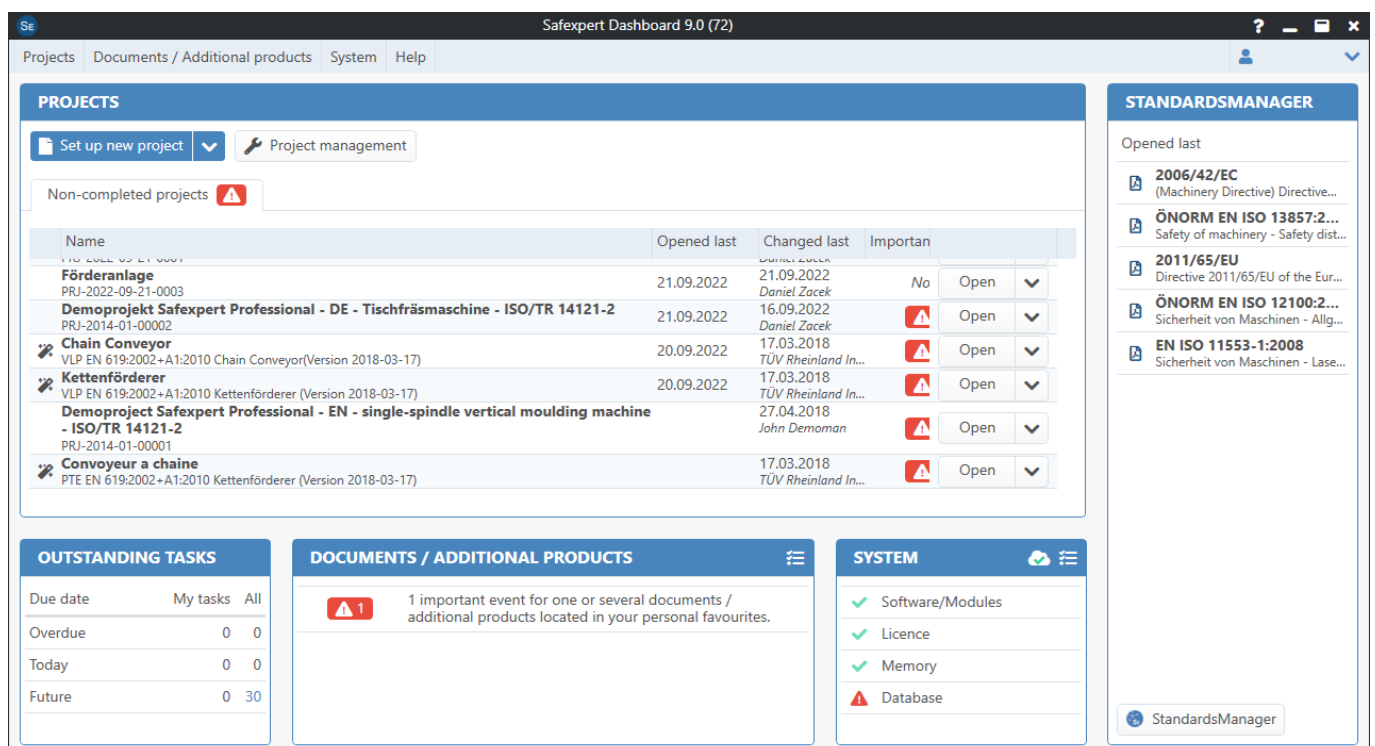 SE Safexpert Dashboard 9.0 (72) ?
Projects Documents / Additional products System Help
PROJECTS
Set up new project Project management
Non-completed projects
Name Opened last Changed last Importan
PRJ-2022-09-21-0001 Daniel Zacek
Förderanlage 21.09.2022 21.09.2022 No Open
PRJ-2022-09-21-0003 Daniel Zacek
Demoprojekt Safexpert Professional - DE - Tischfräsmaschine - ISO/TR 14121-2 21.09.2022 16.09.2022 Open
PRJ-2014-01-00002 Daniel Zacek
Chain Conveyor 20.09.2022 17.03.2018 Open
VLP EN 619:2002+A1:2010 Chain Conveyor(Version 2018-03-17) TÜV Rheinland In...
Kettenförderer 20.09.2022 17.03.2018 Open
VLP EN 619:2002+A1:2010 Kettenförderer (Version 2018-03-17) TÜV Rheinland In...
Demoproject Safexpert Professional - EN - single-spindle vertical moulding machine 27.04.2018
- ISO/TR 14121-2 John Demoman Open
PRJ-2014-01-00001
Convoyeur a chaine 17.03.2018 Open
PTE EN 619:2002+A1:2010 Kettenförderer (Version 2018-03-17) TÜV Rheinland In...
STANDARDSMANAGER
Opened last
2006/42/EC
(Machinery Directive) Directive...
ÖNORM EN ISO 13857:2...
Safety of machinery - Safety dist...
2011/65/EU
Directive 2011/65/EU of the Eur...
ÖNORM EN ISO 12100:2...
Sicherheit von Maschinen - Allg...
EN ISO 11553-1:2008
Sicherheit von Maschinen - Lase...
StandardsManager
OUTSTANDING TASKS
Due date My tasks All
Overdue 0 0
Today 0 0
Future 0 30
DOCUMENTS / ADDITIONAL PRODUCTS
1 1 important event for one or several documents /
additional products located in your personal favourites.
SYSTEM
Software/Modules
Licence
Memory
Database